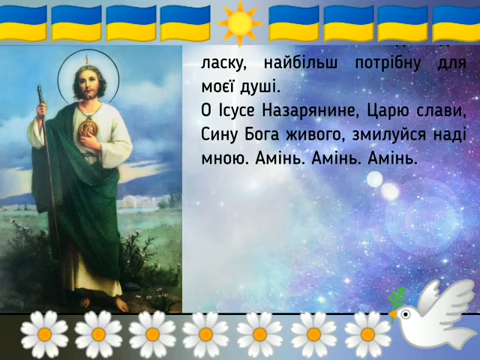 ласку, найбільш потрібну для
моєї душі.
О Ісусе Назарянине, Царю слави,
Сину Бога живого, змилуйся наді
мною. Амінь. Амінь. Амінь.